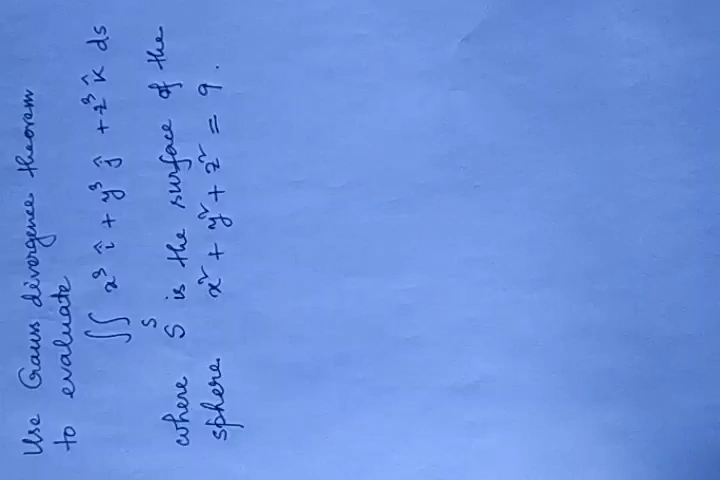 Use Gauss divergence theorem
to evaluate
∬ x³ î + y³ ĵ + z³ k̂ ds
S
where S is the surface of the
sphere x² + y² + z² = 9.